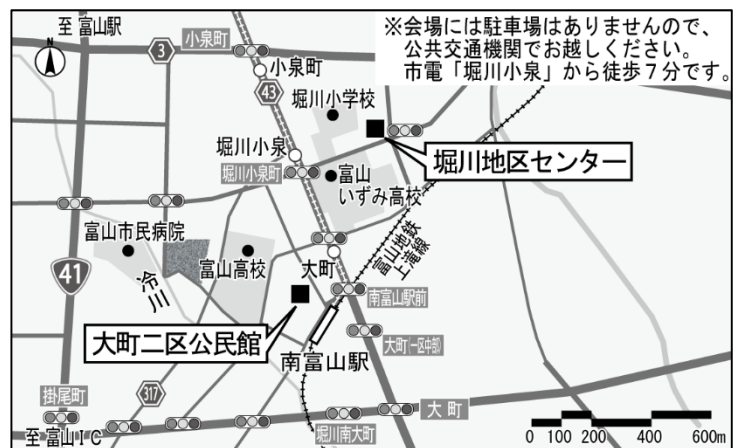 至 富山駅
3
小泉町
※会場には駐車場はありませんので、
公共交通機関でお越しください。
市電「堀川小泉」から徒歩７分です。
小泉町
43
堀川小学校
堀川小泉
堀川小泉町
堀川地区センター
富山
いずみ高校
富山市民病院
冷川
富山高校
大町
富山地鉄
上滝線
41
南富山駅前
大町二区公民館
南富山駅
大町(一区中部)
掛尾町
317
大町
至 富山ＩＣ
堀川南大町
0 100 200 400 600m